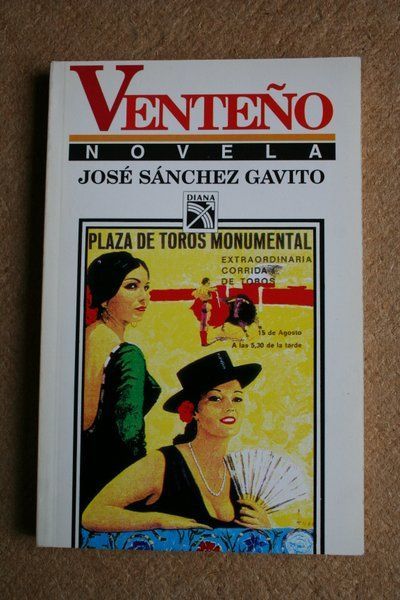 VENTEÑO
NOVELA
JOSÉ SÁNCHEZ GAVITO
DIANA
PLAZA DE TOROS MONUMENTAL
EXTRAORDINARIA
CORRIDA
DE TOROS
15 de Agosto
A las 5,30 de la tarde